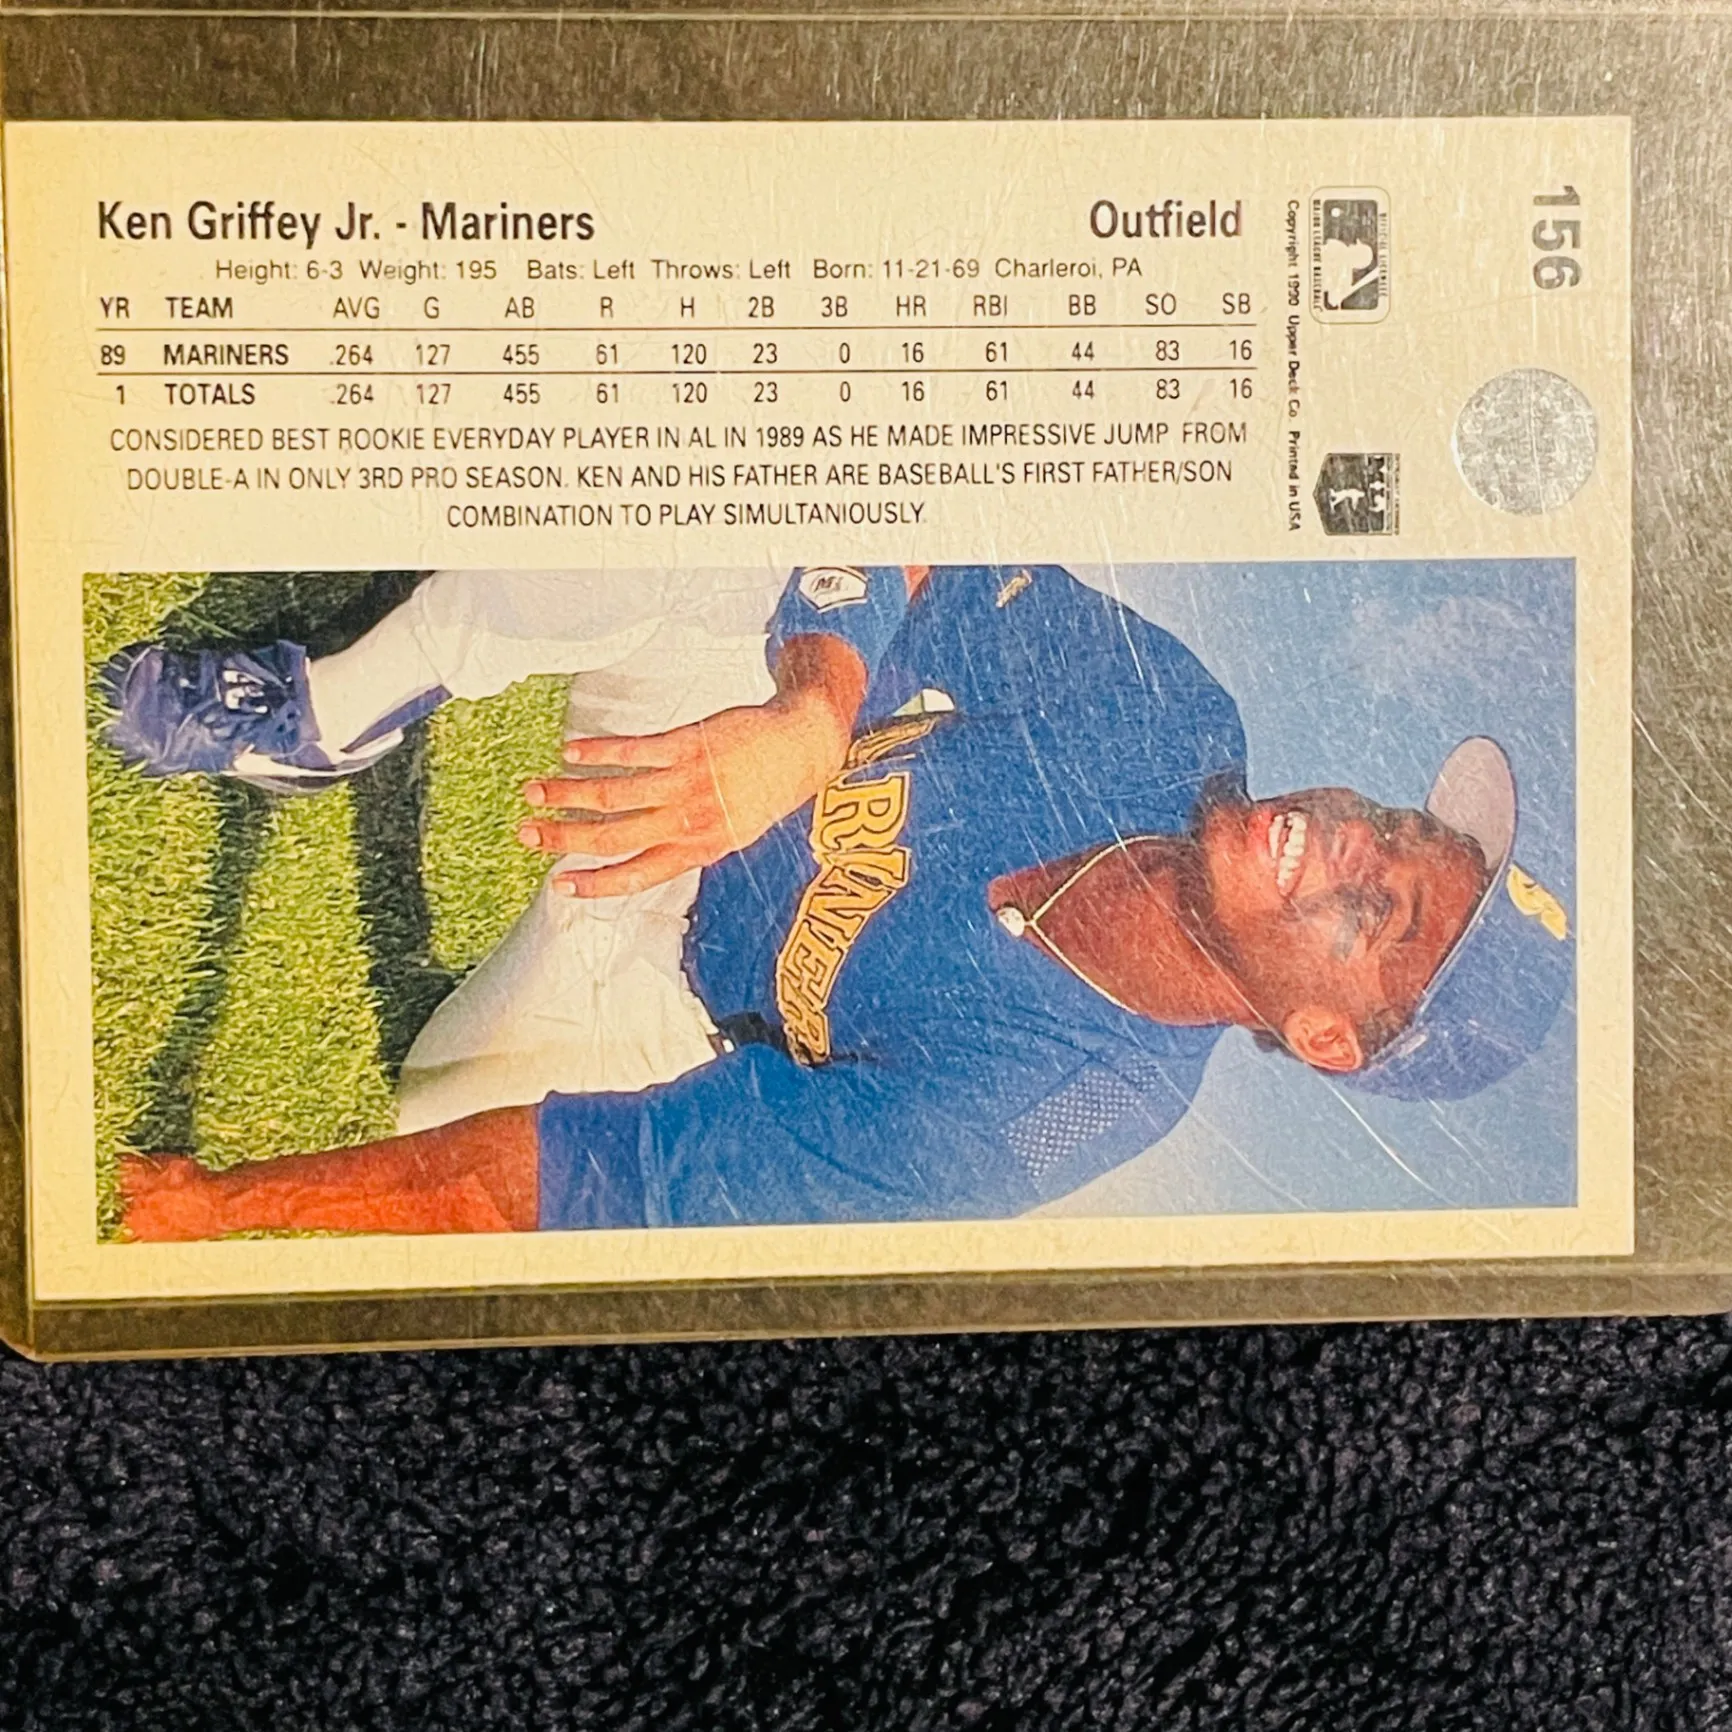 Ken Griffey Jr. - Mariners Outfield
Height: 6-3 Weight: 195 Bats: Left Throws: Left Born: 11-21-69 Charleroi, PA
YR TEAM AVG G AB R H 2B 3B HR RBI BB SO SB
89 MARINERS .264 127 455 61 120 23 0 16 61 44 83 16
1 TOTALS .264 127 455 61 120 23 0 16 61 44 83 16
CONSIDERED BEST ROOKIE EVERYDAY PLAYER IN AL IN 1989 AS HE MADE IMPRESSIVE JUMP FROM
DOUBLE-A IN ONLY 3RD PRO SEASON. KEN AND HIS FATHER ARE BASEBALL'S FIRST FATHER/SON
COMBINATION TO PLAY SIMULTANIOUSLY.
Copyright 1990 Upper Deck Co. Printed in USA
MAJOR LEAGUE BASEBALL
156
ARINER